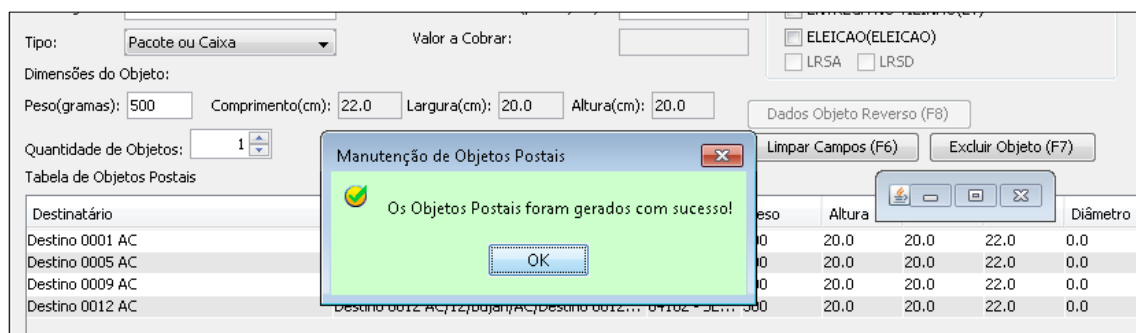 Tipo: Pacote ou Caixa Valor a Cobrar: ELEICAO(ELEICAO)
LRSA LRSD
Dimensões do Objeto:
Peso(gramas): 500 Comprimento(cm): 22.0 Largura(cm): 20.0 Altura(cm): 20.0 Dados Objeto Reverso (F8)
Quantidade de Objetos: 1 Limpar Campos (F6) Excluir Objeto (F7)
Manutenção de Objetos Postais
Tabela de Objetos Postais
Os Objetos Postais foram gerados com sucesso!
OK
Destinatário Altura Diâmetro
Destino 0001 AC 20.0 20.0 22.0 0.0
Destino 0005 AC 20.0 20.0 22.0 0.0
Destino 0009 AC 20.0 20.0 22.0 0.0
Destino 0012 AC 20.0 20.0 22.0 0.0